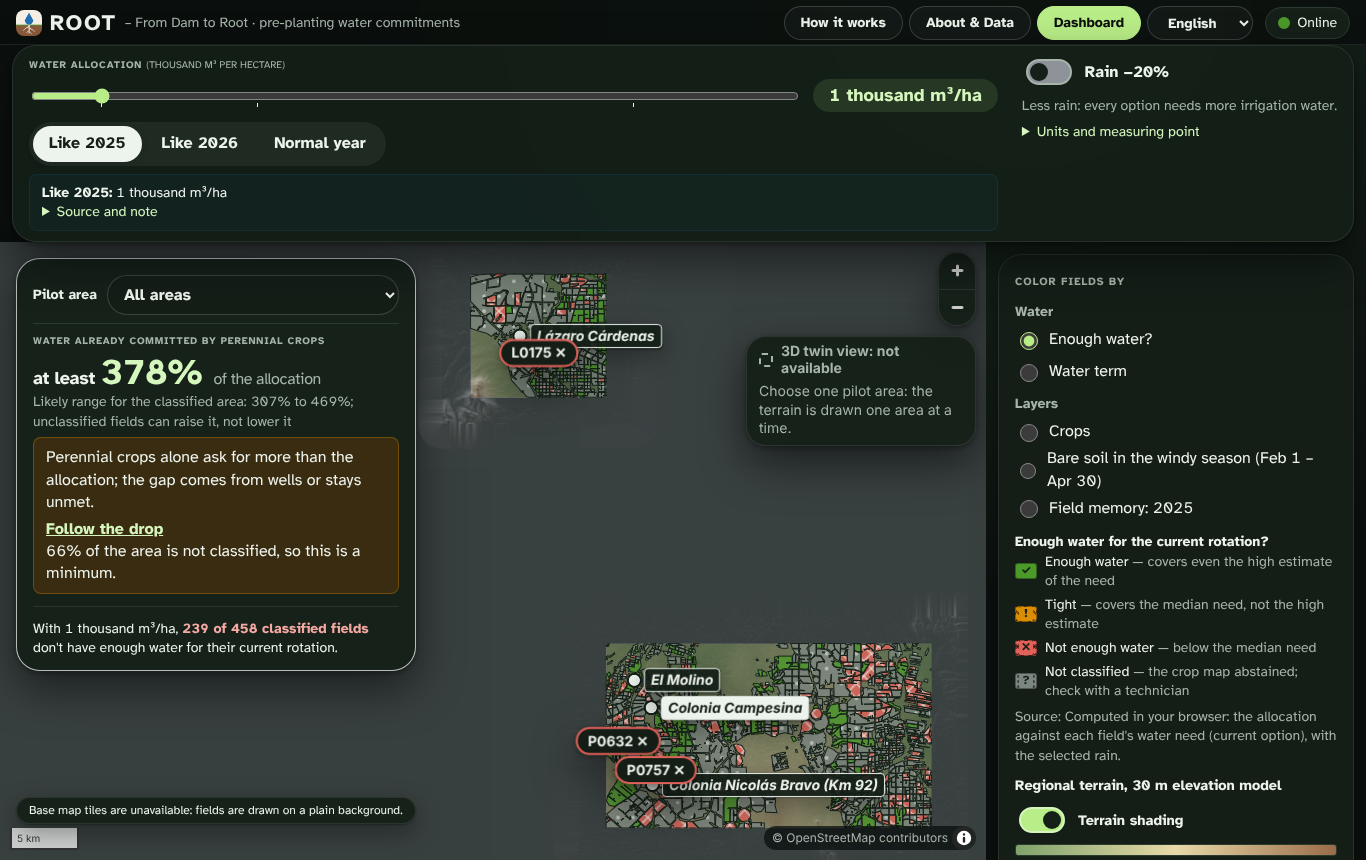 ROOT – From Dam to Root · pre-planting water commitments
How it works
About & Data
Dashboard
English
Online
WATER ALLOCATION (THOUSAND M³ PER HECTARE)
1 thousand m³/ha
Like 2025
Like 2026
Normal year
Like 2025: 1 thousand m³/ha
Source and note
Rain −20%
Less rain: every option needs more irrigation water.
Units and measuring point
Pilot area
All areas
WATER ALREADY COMMITTED BY PERENNIAL CROPS
at least 378% of the allocation
Likely range for the classified area: 307% to 469%;
unclassified fields can raise it, not lower it
Perennial crops alone ask for more than the
allocation; the gap comes from wells or stays
unmet.
Follow the drop
66% of the area is not classified, so this is a
minimum.
With 1 thousand m³/ha, 239 of 458 classified fields
don't have enough water for their current rotation.
Base map tiles are unavailable: fields are drawn on a plain background.
5 km
Lázaro Cárdenas
L0175 ×
+
−
3D twin view: not
available
Choose one pilot area: the
terrain is drawn one area at a
time.
El Molino
Colonia Campesina
P0632 ×
P0757 ×
Colonia Nicolás Bravo (Km 92)
© OpenStreetMap contributors
COLOR FIELDS BY
Water
Enough water?
Water term
Layers
Crops
Bare soil in the windy season (Feb 1 –
Apr 30)
Field memory: 2025
Enough water for the current rotation?
Enough water — covers even the high estimate
of the need
Tight — covers the median need, not the high
estimate
Not enough water — below the median need
Not classified — the crop map abstained;
check with a technician
Source: Computed in your browser: the allocation
against each field's water need (current option), with
the selected rain.
Regional terrain, 30 m elevation model
Terrain shading